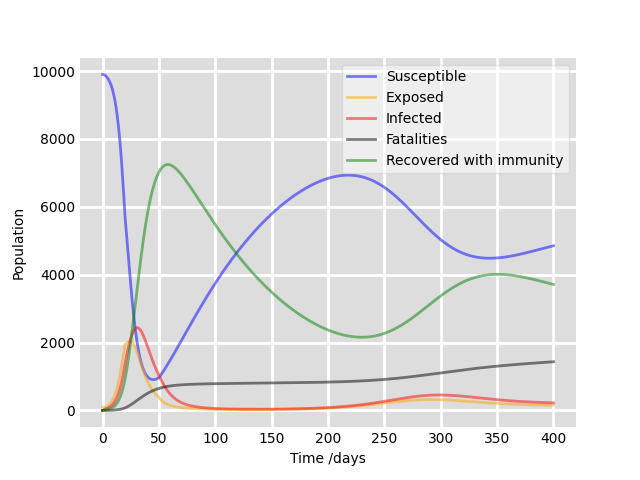 10000
8000
6000
4000
2000
0
Population
Susceptible
Exposed
Infected
Fatalities
Recovered with immunity
0 50 100 150 200 250 300 350 400
Time /days